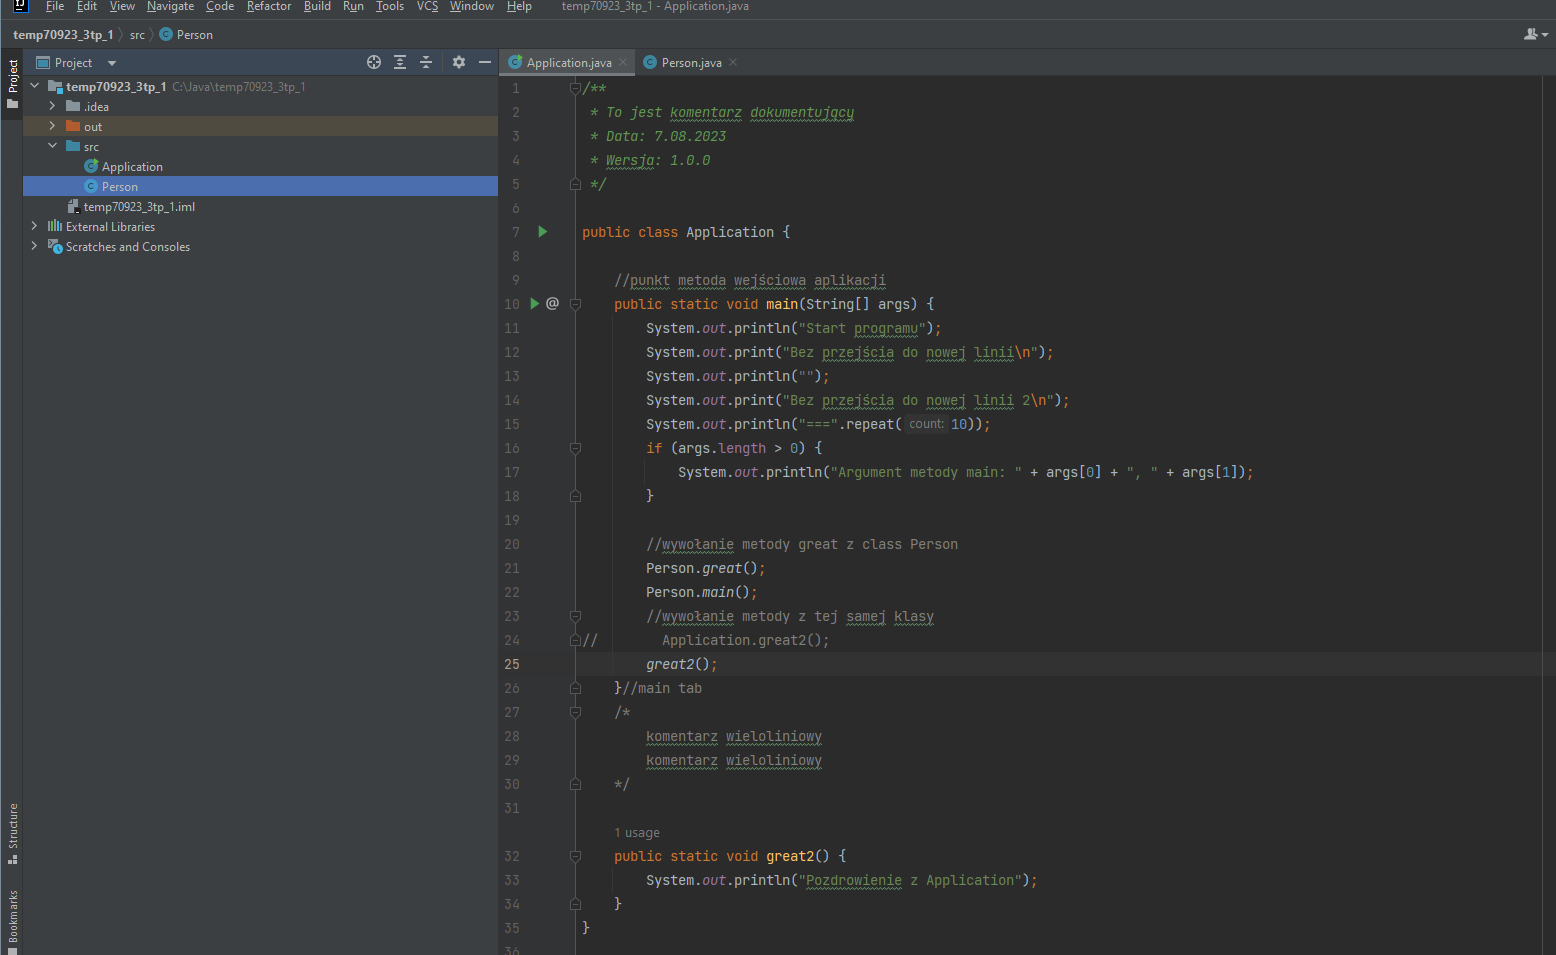 File Edit View Navigate Code Refactor Build Run Tools VCS Window Help temp70923_3tp_1 - Application.java
temp70923_3tp_1 src Person
Project
Project
temp70923_3tp_1 C:\Java\temp70923_3tp_1
.idea
out
src
Application
Person
temp70923_3tp_1.iml
External Libraries
Scratches and Consoles
Structure
Bookmarks
Application.java Person.java
1 /**
2 * To jest komentarz dokumentujący
3 * Data: 7.08.2023
4 * Wersja: 1.0.0
5 */
6
7 public class Application {
8
9 //punkt metoda wejściowa aplikacji
10 @ public static void main(String[] args) {
11 System.out.println("Start programu");
12 System.out.print("Bez przejścia do nowej linii\n");
13 System.out.println("");
14 System.out.print("Bez przejścia do nowej linii 2\n");
15 System.out.println("===".repeat( count: 10));
16 if (args.length > 0) {
17 System.out.println("Argument metody main: " + args[0] + ", " + args[1]);
18 }
19
20 //wywołanie metody great z class Person
21 Person.great();
22 Person.main();
23 //wywołanie metody z tej samej klasy
24 // Application.great2();
25 great2();
26 }//main tab
27 /*
28 komentarz wieloliniowy
29 komentarz wieloliniowy
30 */
31
1 usage
32 public static void great2() {
33 System.out.println("Pozdrowienie z Application");
34 }
35 }
36